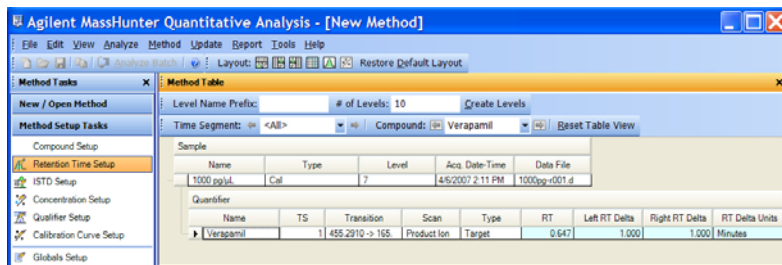 Agilent MassHunter Quantitative Analysis - [New Method]
File Edit View Analyze Method Update Report Tools Help
Analyze Batch Layout: Restore Default Layout
Method Tasks x Method Table x
New / Open Method Level Name Prefix: # of Levels: 10 Create Levels
Method Setup Tasks Time Segment: <All> Compound: Verapamil Reset Table View
Compound Setup Sample
Retention Time Setup Name Type Level Acq. Date-Time Data File
ISTD Setup 1000 pg/µL Cal 7 4/6/2007 2:11 PM 1000pg-r001.d
Concentration Setup Quantifier
Qualifier Setup Name TS Transition Scan Type RT Left RT Delta Right RT Delta RT Delta Units
Calibration Curve Setup Verapamil 1 455.2910 -> 165. Product Ion Target 0.647 1.000 1.000 Minutes
Globals Setup